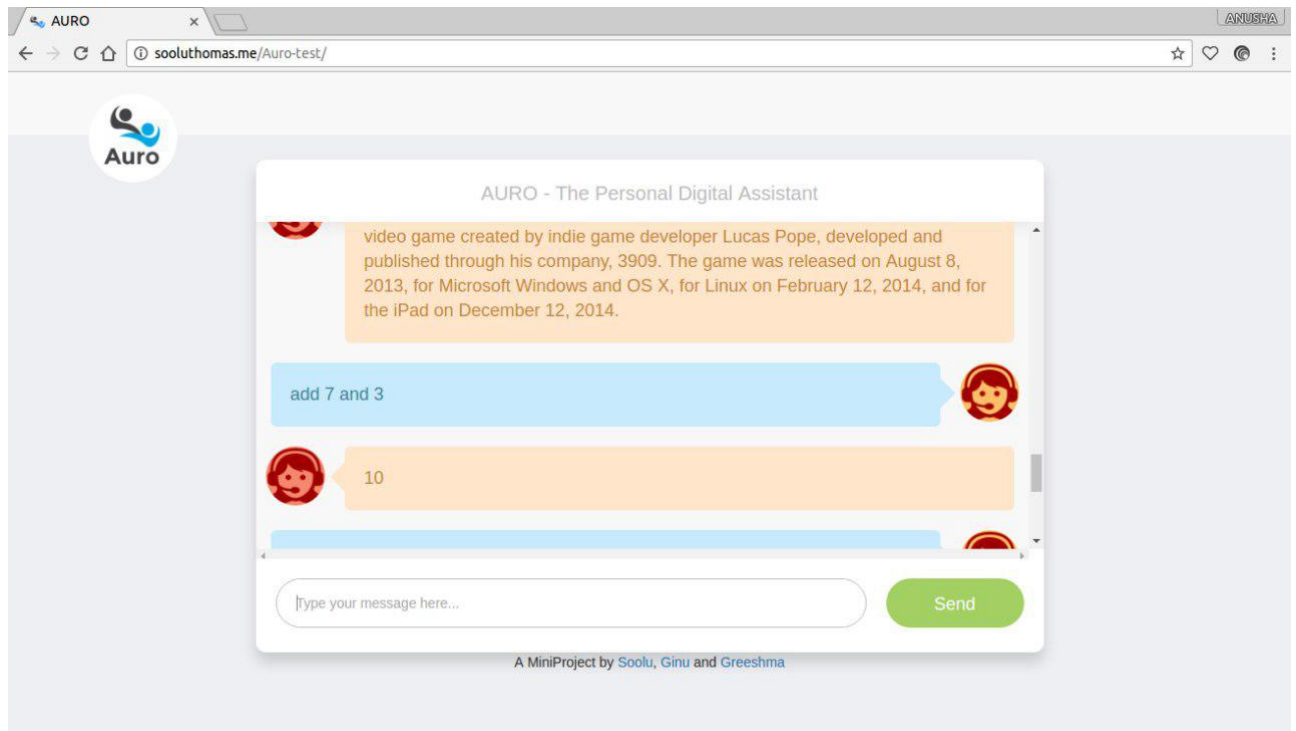 AURO
ANUSHA
sooluthomas.me/Auro-test/
Auro
AURO - The Personal Digital Assistant
video game created by indie game developer Lucas Pope, developed and
published through his company, 3909. The game was released on August 8,
2013, for Microsoft Windows and OS X, for Linux on February 12, 2014, and for
the iPad on December 12, 2014.
add 7 and 3
10
Type your message here...
Send
A MiniProject by Soolu, Ginu and Greeshma